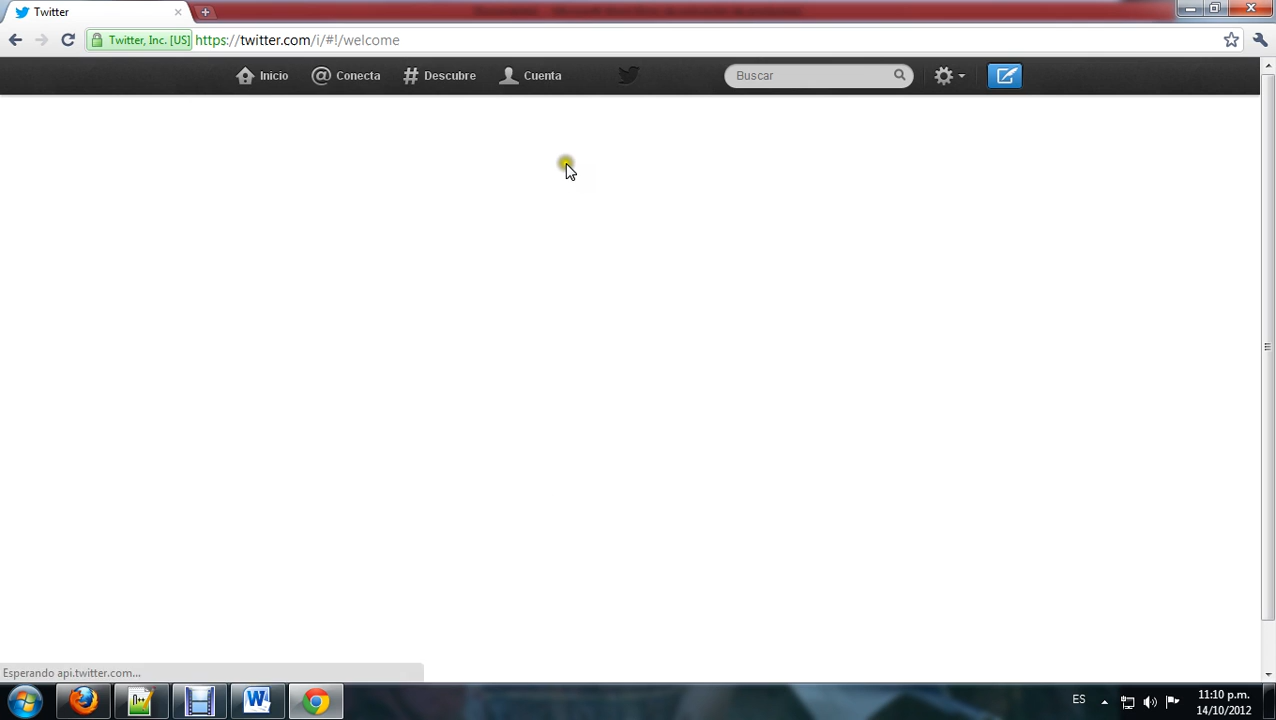 Twitter
Twitter, Inc. [US] https://twitter.com/i/#!/welcome
Inicio @ Conecta # Descubre Cuenta Buscar
Esperando api.twitter.com...
ES 11:10 p.m.
14/10/2012